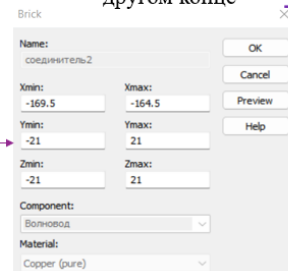 другом конце
Brick
Name:
OK
соединитель2
Cancel
Xmin:
Xmax:
-169.5
-164.5
Preview
Ymin:
Ymax:
Help
-21
21
Zmin:
Zmax:
-21
21
Component:
Волновод
Material:
Copper (pure)